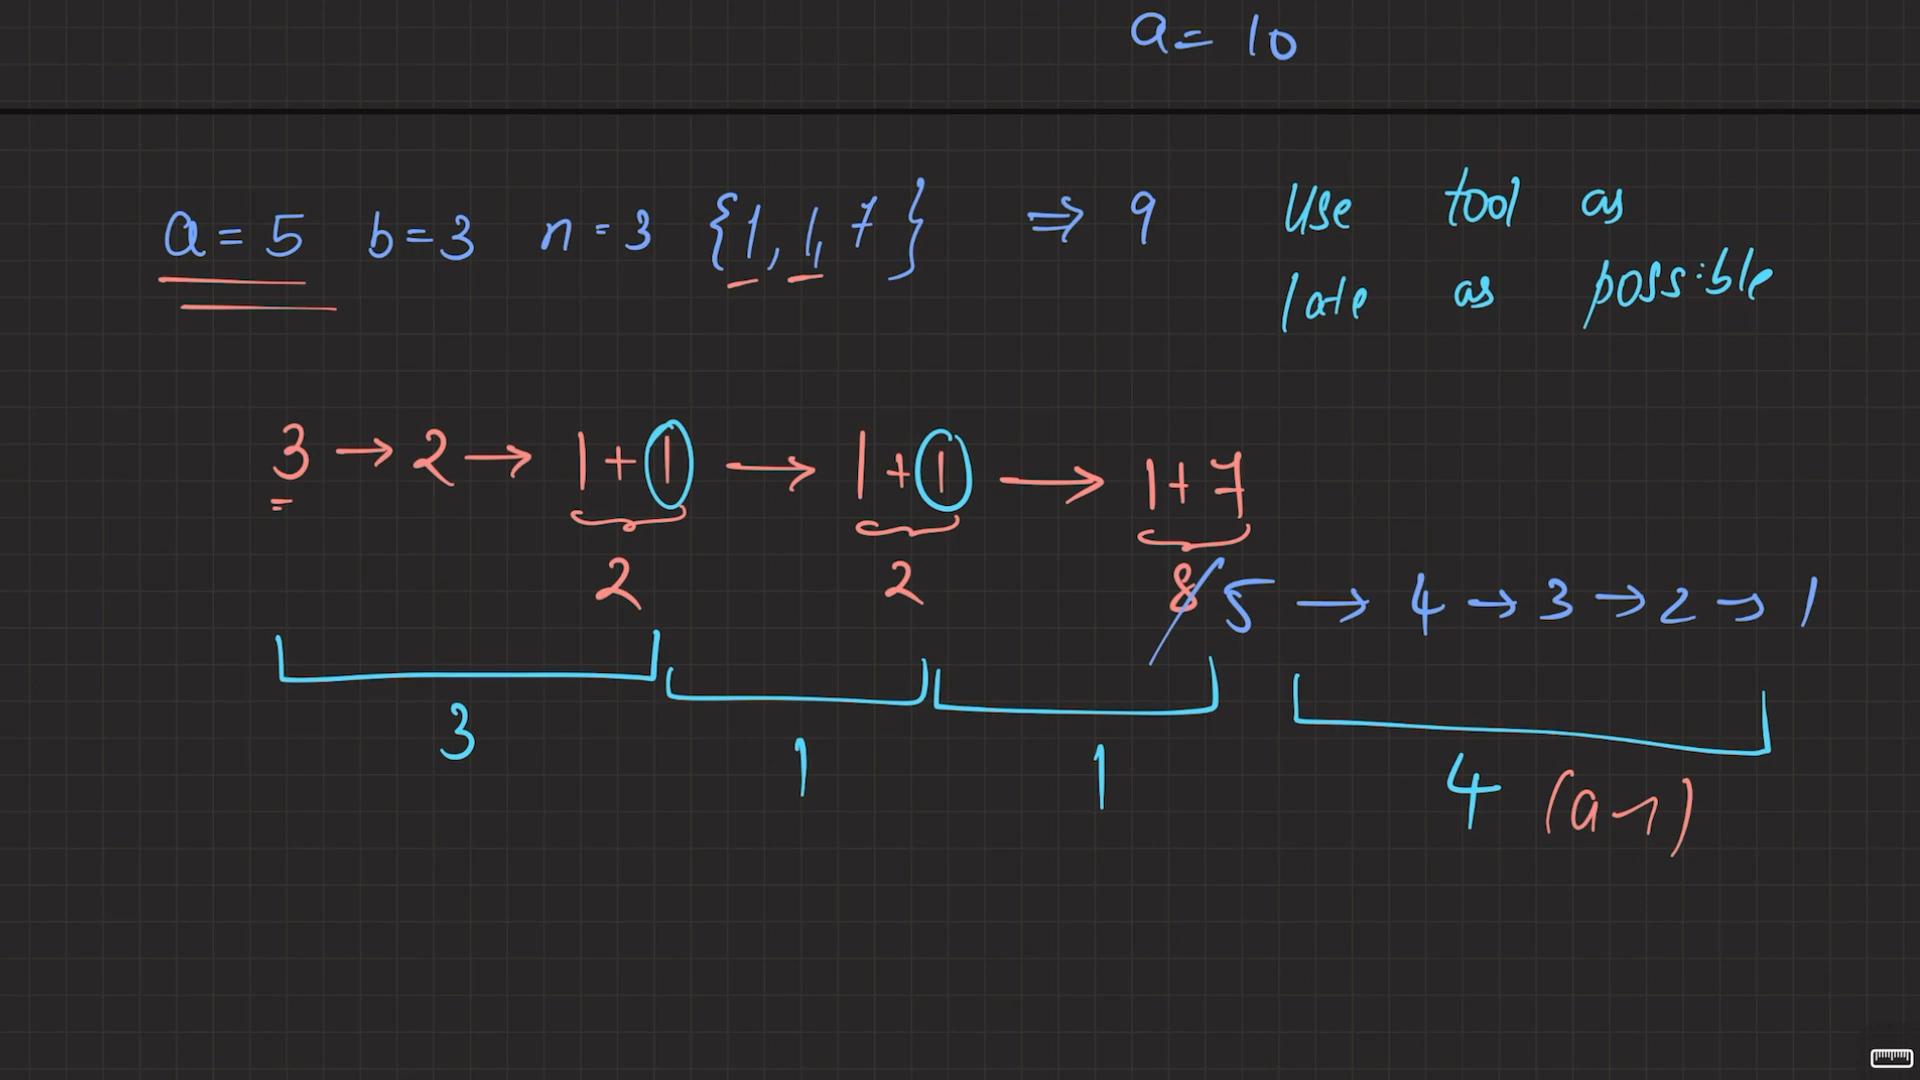 a = 10
a = 5 b = 3 n = 3 {1, 1, 7} ⇒ 9
Use tool as
late as possible
3 → 2 → 1 + 1 → 1 + 1 → 1 + 7
2 2 8 5 → 4 → 3 → 2 → 1
3 1 1 4 (a-1)